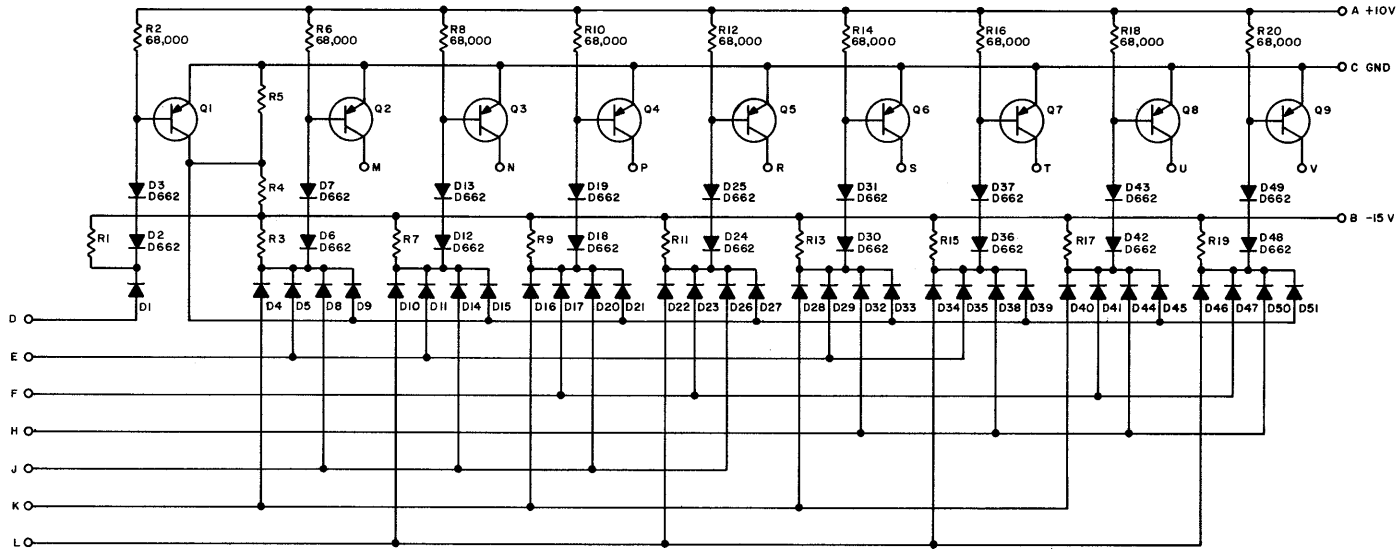 A +10V
R2 68,000
R6 68,000
R8 68,000
R10 68,000
R12 68,000
R14 68,000
R16 68,000
R18 68,000
R20 68,000
C GND
R5
Q1
Q2
Q3
Q4
Q5
Q6
Q7
Q8
Q9
M
N
P
R
S
T
U
V
R4
D3 D662
D7 D662
D13 D662
D19 D662
D25 D662
D31 D662
D37 D662
D43 D662
D49 D662
B -15V
R1
D2 D662
R3
D6 D662
R7
D12 D662
R9
D18 D662
R11
D24 D662
R13
D30 D662
R15
D36 D662
R17
D42 D662
R19
D48 D662
D1
D4
D5
D8
D9
D10
D11
D14
D15
D16
D17
D20
D21
D22
D23
D26
D27
D28
D29
D32
D33
D34
D35
D38
D39
D40
D41
D44
D45
D46
D47
D50
D51
D
E
F
H
J
K
L